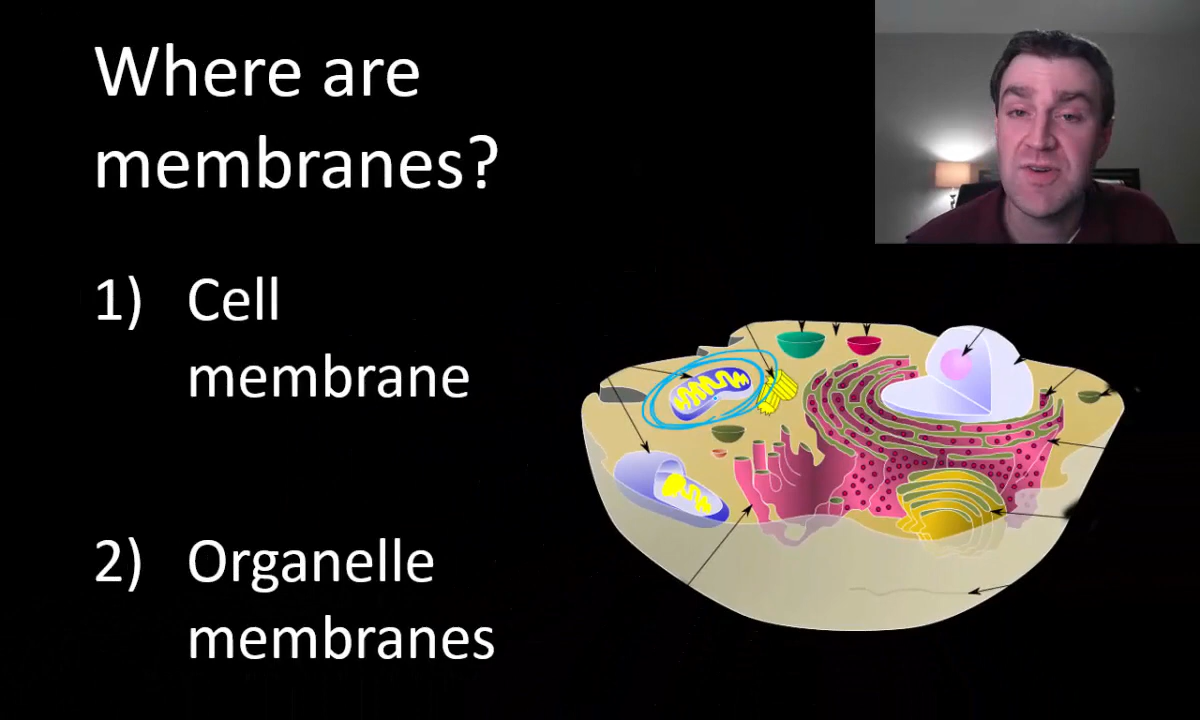 Where are
membranes?
1) Cell
membrane
2) Organelle
membranes